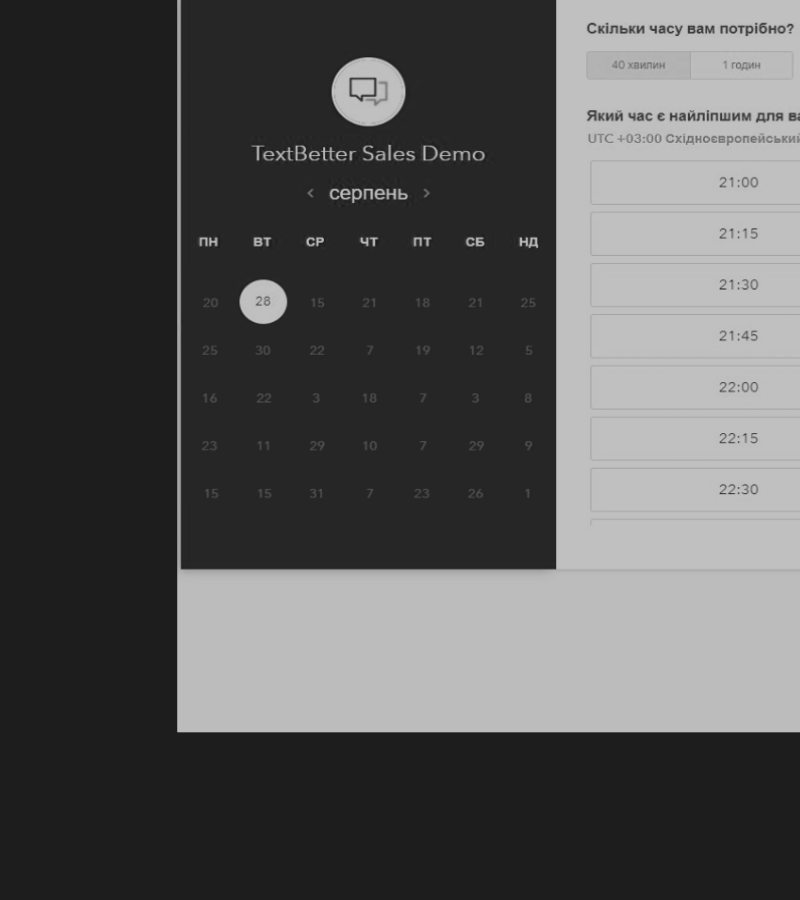 TextBetter Sales Demo
‹ серпень ›
ПН ВТ СР ЧТ ПТ СБ НД
20 28 15 21 18 21 25
25 30 22 7 19 12 5
16 22 3 18 7 3 8
23 11 29 10 7 29 9
15 15 31 7 23 26 1
Скільки часу вам потрібно?
40 хвилин 1 годин
Який час є найліпшим для ва
UTC +03:00 Східноєвропейський
21:00
21:15
21:30
21:45
22:00
22:15
22:30